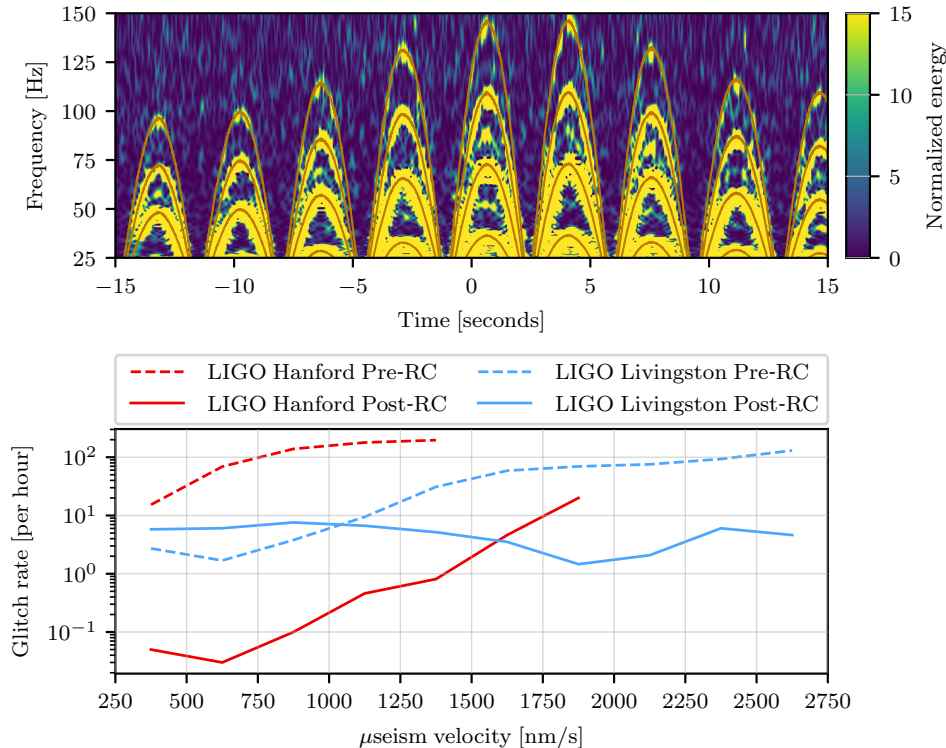 150
125
100
75
50
25
Frequency [Hz]
−15 −10 −5 0 5 10 15
Time [seconds]
15
10
5
0
Normalized energy
LIGO Hanford Pre-RC LIGO Livingston Pre-RC
LIGO Hanford Post-RC LIGO Livingston Post-RC
10²
10¹
10⁰
10⁻¹
Glitch rate [per hour]
250 500 750 1000 1250 1500 1750 2000 2250 2500 2750
μseism velocity [nm/s]